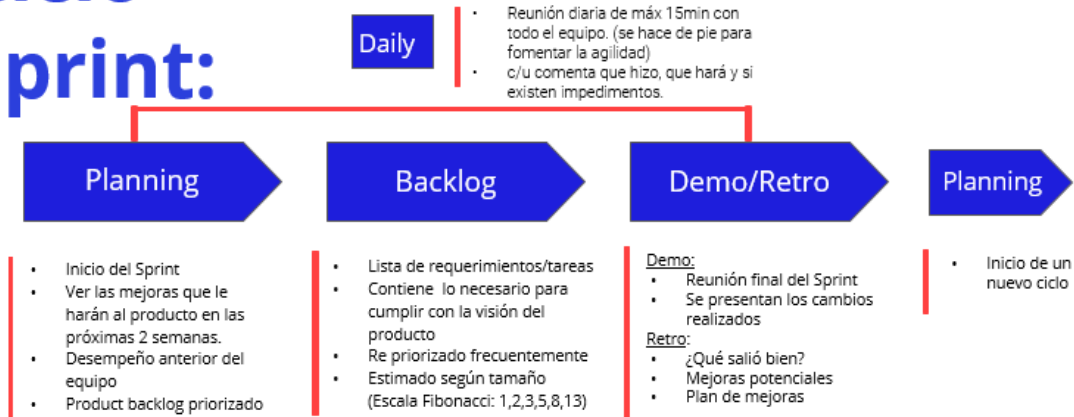 print:
Daily
• Reunión diaria de máx 15min con
todo el equipo. (se hace de pie para
fomentar la agilidad)
• c/u comenta que hizo, que hará y si
existen impedimentos.
Planning
Backlog
Demo/Retro
Planning
• Inicio del Sprint
• Ver las mejoras que le
harán al producto en las
próximas 2 semanas.
• Desempeño anterior del
equipo
• Product backlog priorizado
• Lista de requerimientos/tareas
• Contiene lo necesario para
cumplir con la visión del
producto
• Re priorizado frecuentemente
• Estimado según tamaño
(Escala Fibonacci: 1,2,3,5,8,13)
Demo:
• Reunión final del Sprint
• Se presentan los cambios
realizados
Retro:
• ¿Qué salió bien?
• Mejoras potenciales
• Plan de mejoras
• Inicio de un
nuevo ciclo